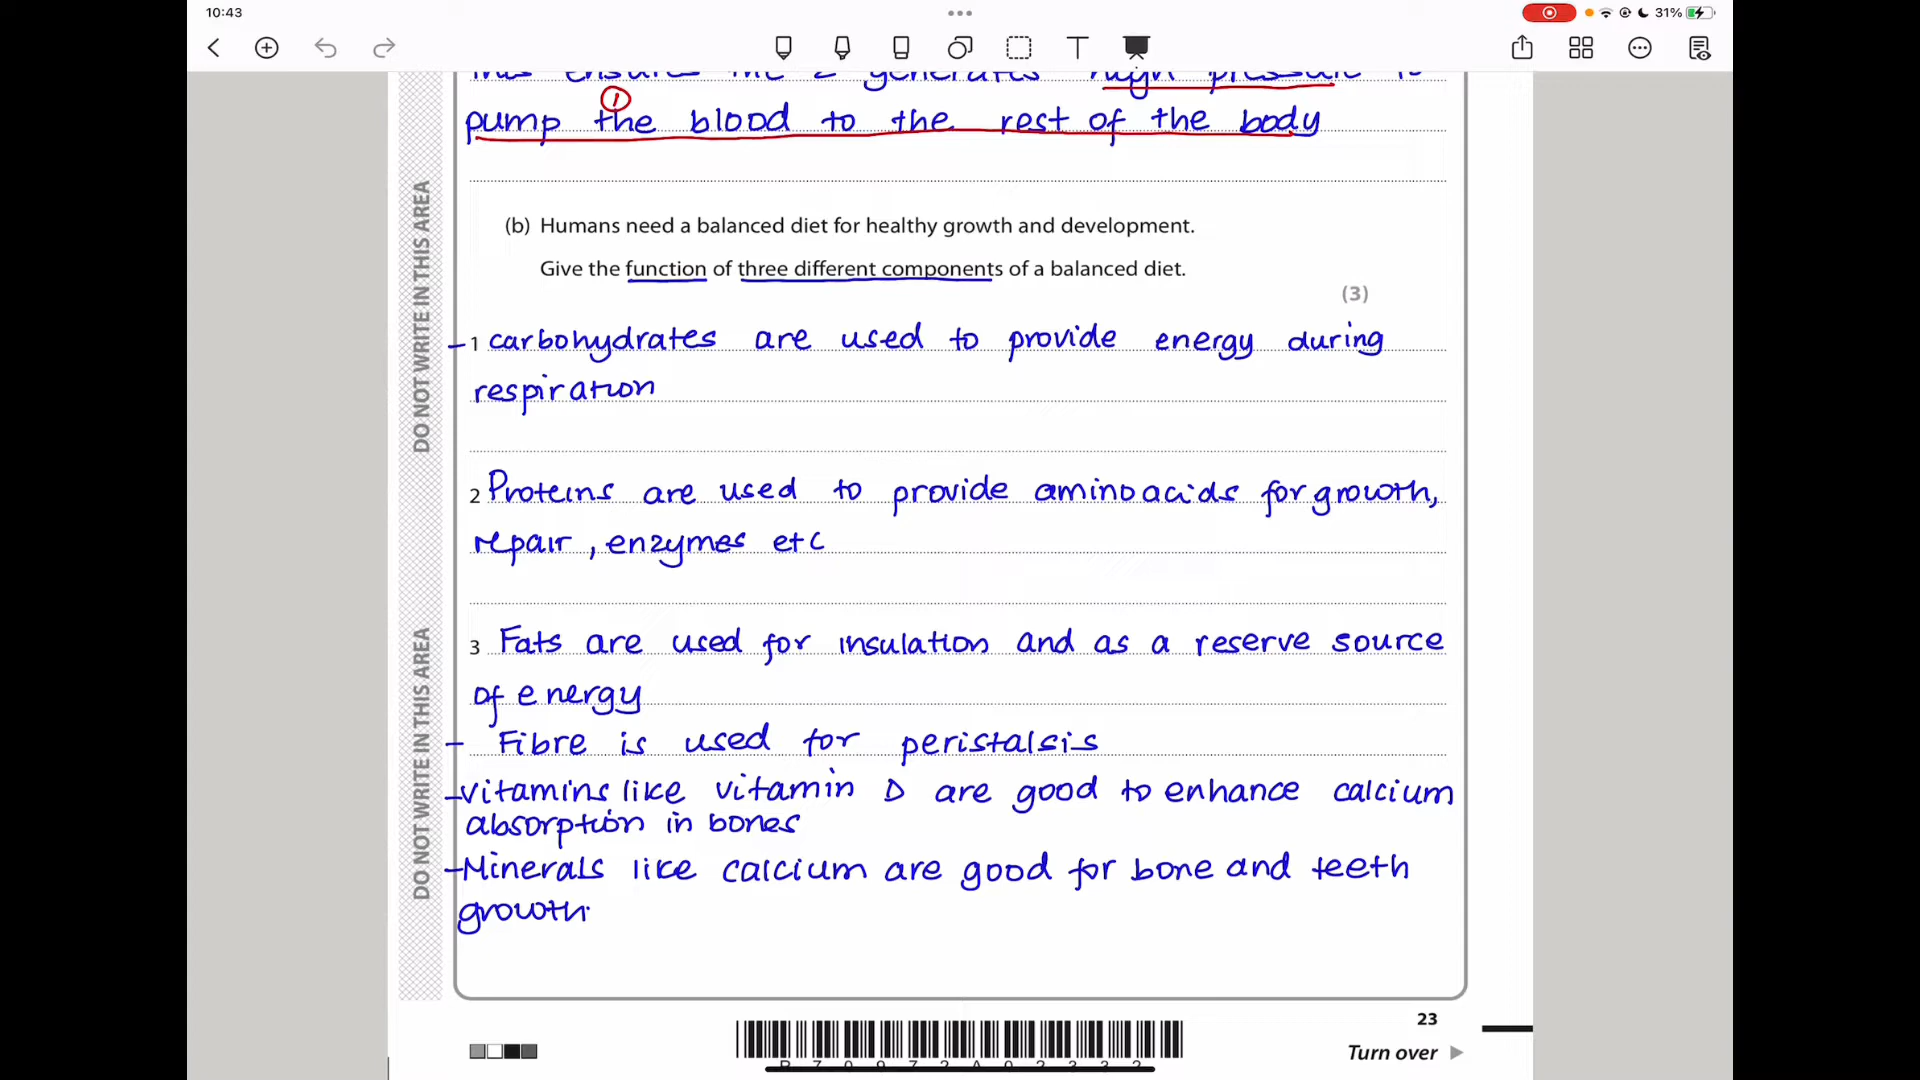 10:43
31%
pump the blood to the rest of the body
1
(b) Humans need a balanced diet for healthy growth and development.
Give the function of three different components of a balanced diet.
(3)
- 1 carbohydrates are used to provide energy during
respiration
2 Proteins are used to provide aminoacids for growth,
repair, enzymes etc
3 Fats are used for insulation and as a reserve source
of energy
- Fibre is used for peristalsis
- vitamins like vitamin D are good to enhance calcium
absorption in bones
- Minerals like calcium are good for bone and teeth
growth
DO NOT WRITE IN THIS AREA
DO NOT WRITE IN THIS AREA
23
Turn over